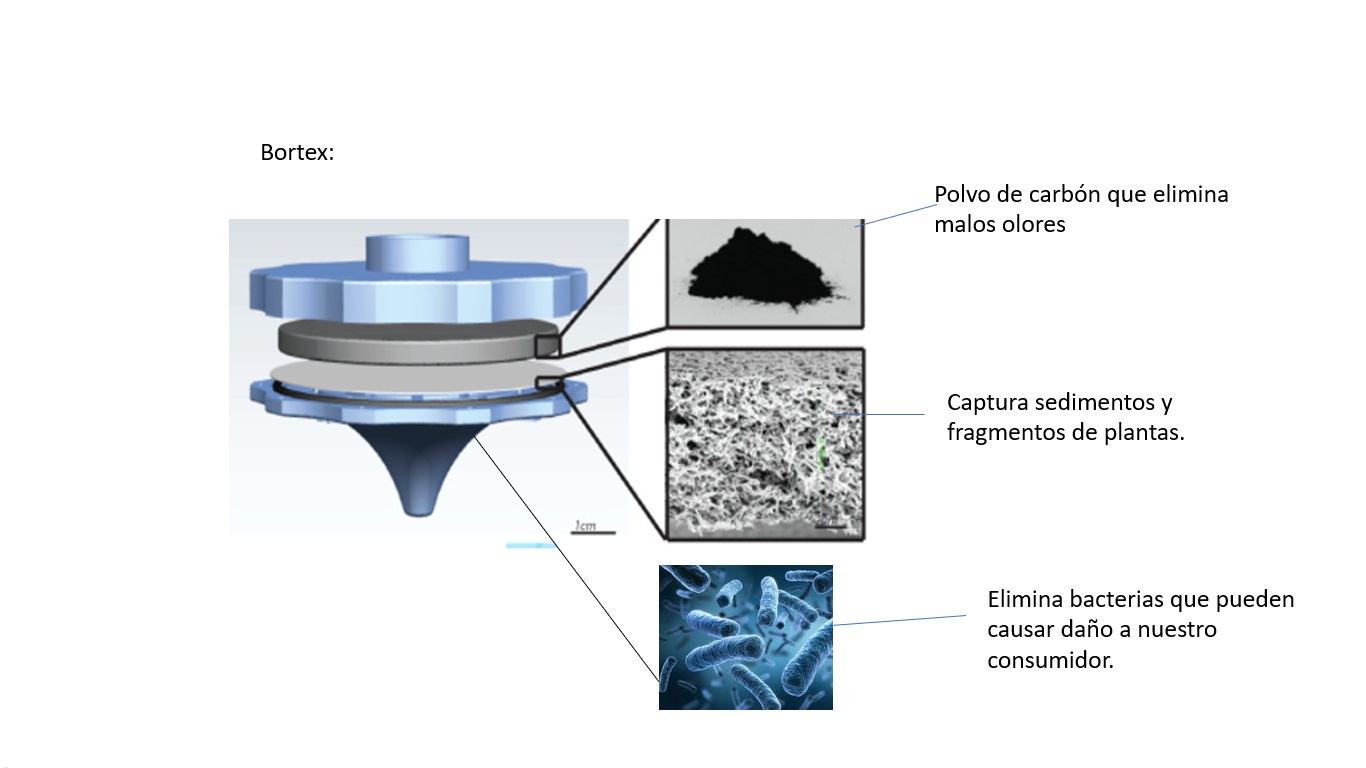 Bortex:
Polvo de carbón que elimina
malos olores
Captura sedimentos y
fragmentos de plantas.
1cm
Elimina bacterias que pueden
causar daño a nuestro
consumidor.